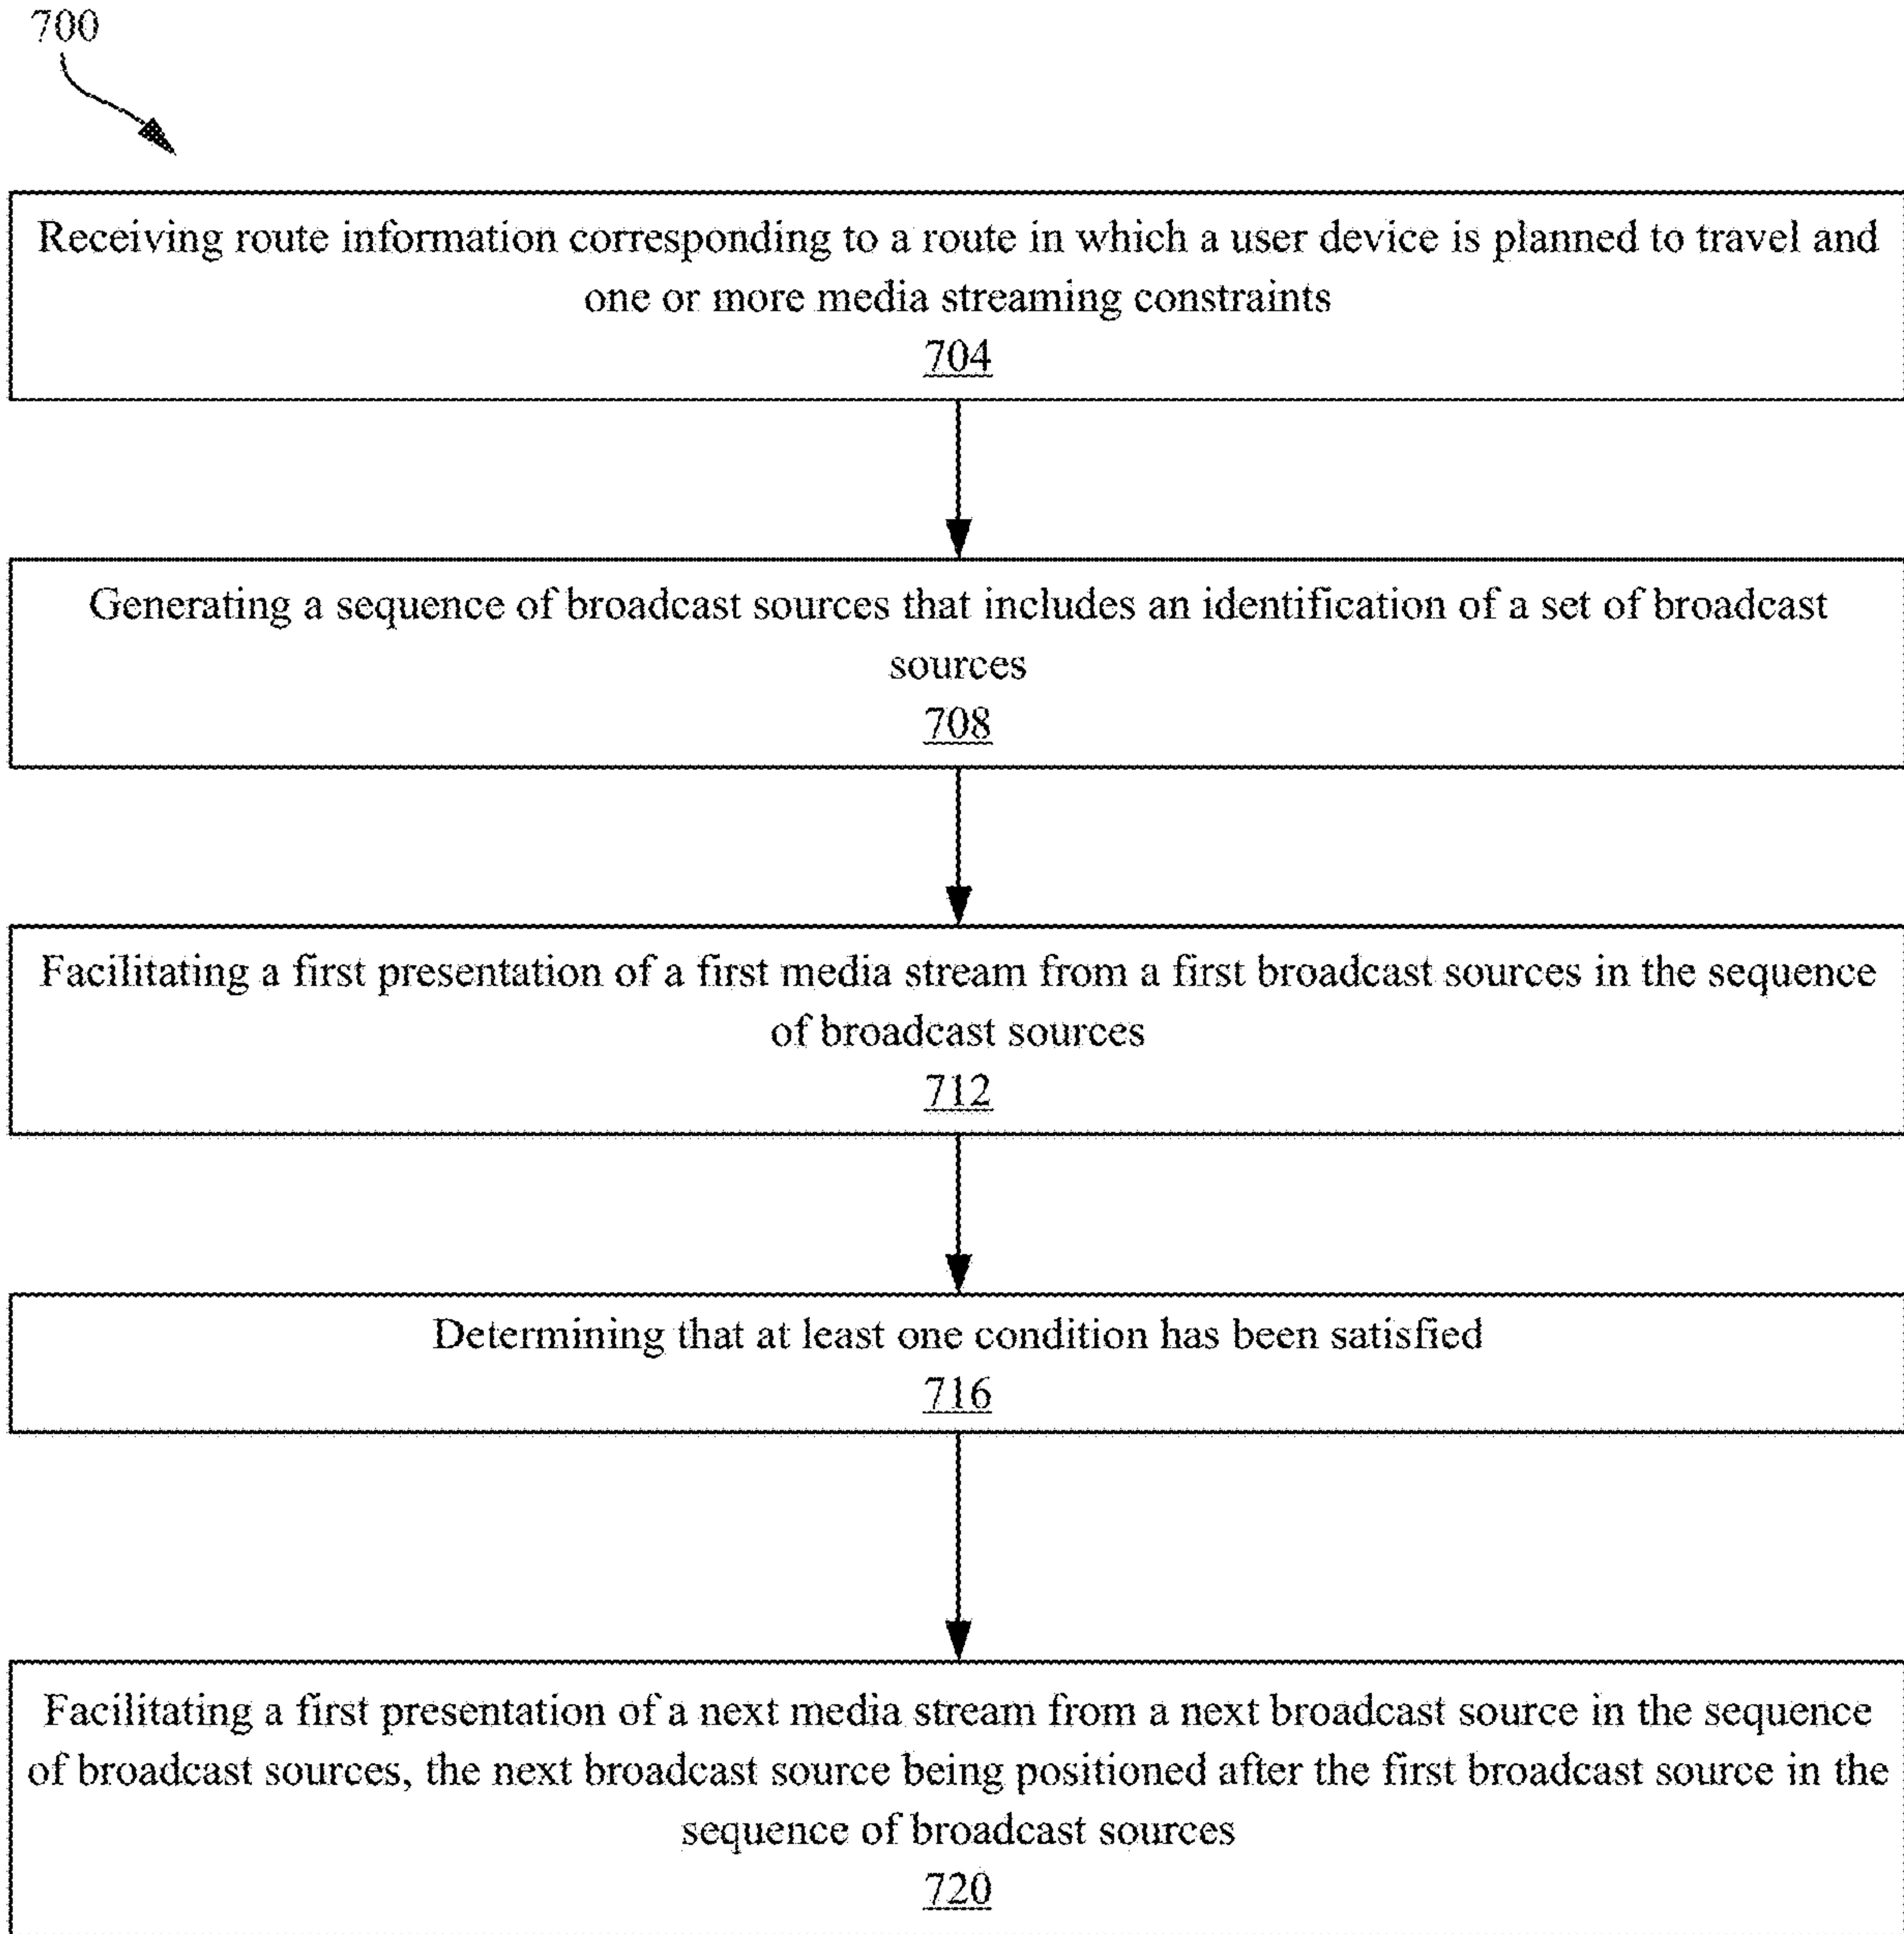 700
Receiving route information corresponding to a route in which a user device is planned to travel and
one or more media streaming constraints
704
Generating a sequence of broadcast sources that includes an identification of a set of broadcast
sources
708
Facilitating a first presentation of a first media stream from a first broadcast sources in the sequence
of broadcast sources
712
Determining that at least one condition has been satisfied
716
Facilitating a first presentation of a next media stream from a next broadcast source in the sequence
of broadcast sources, the next broadcast source being positioned after the first broadcast source in the
sequence of broadcast sources
720